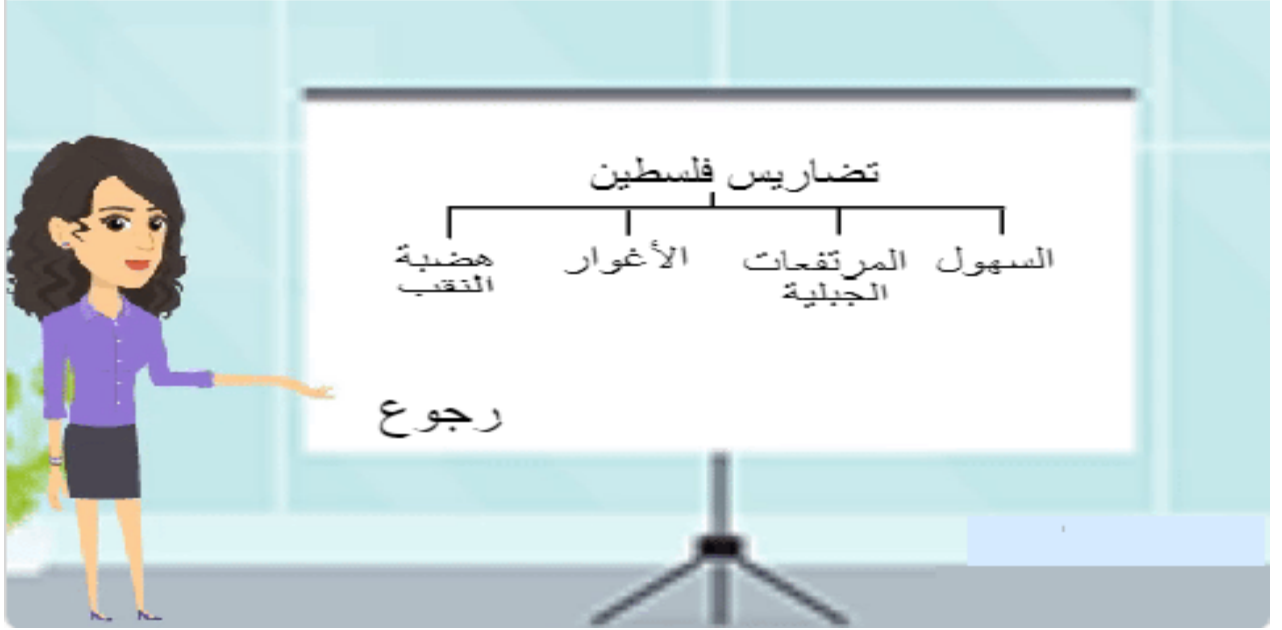 تضاريس فلسطين
السهول
المرتفعات
الجبلية
الأغوار
هضبة
النقب
رجوع